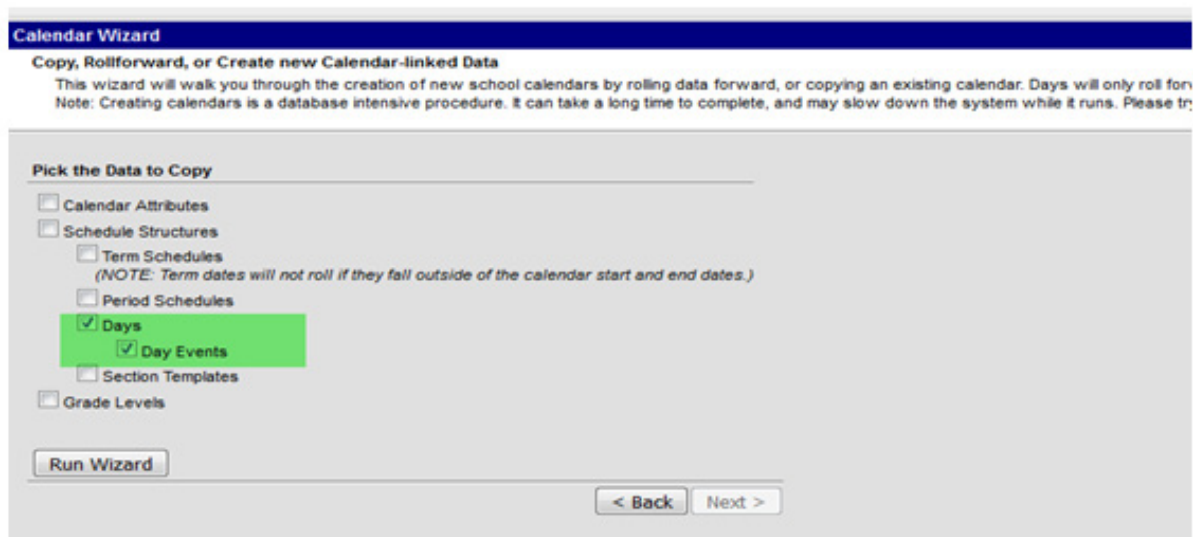 Calendar Wizard
Copy, Rollforward, or Create new Calendar-linked Data
This wizard will walk you through the creation of new school calendars by rolling data forward, or copying an existing calendar. Days will only roll forv
Note: Creating calendars is a database intensive procedure. It can take a long time to complete, and may slow down the system while it runs. Please try
Pick the Data to Copy
Calendar Attributes
Schedule Structures
Term Schedules
(NOTE: Term dates will not roll if they fall outside of the calendar start and end dates.)
Period Schedules
Days
Day Events
Section Templates
Grade Levels
Run Wizard
< Back Next >